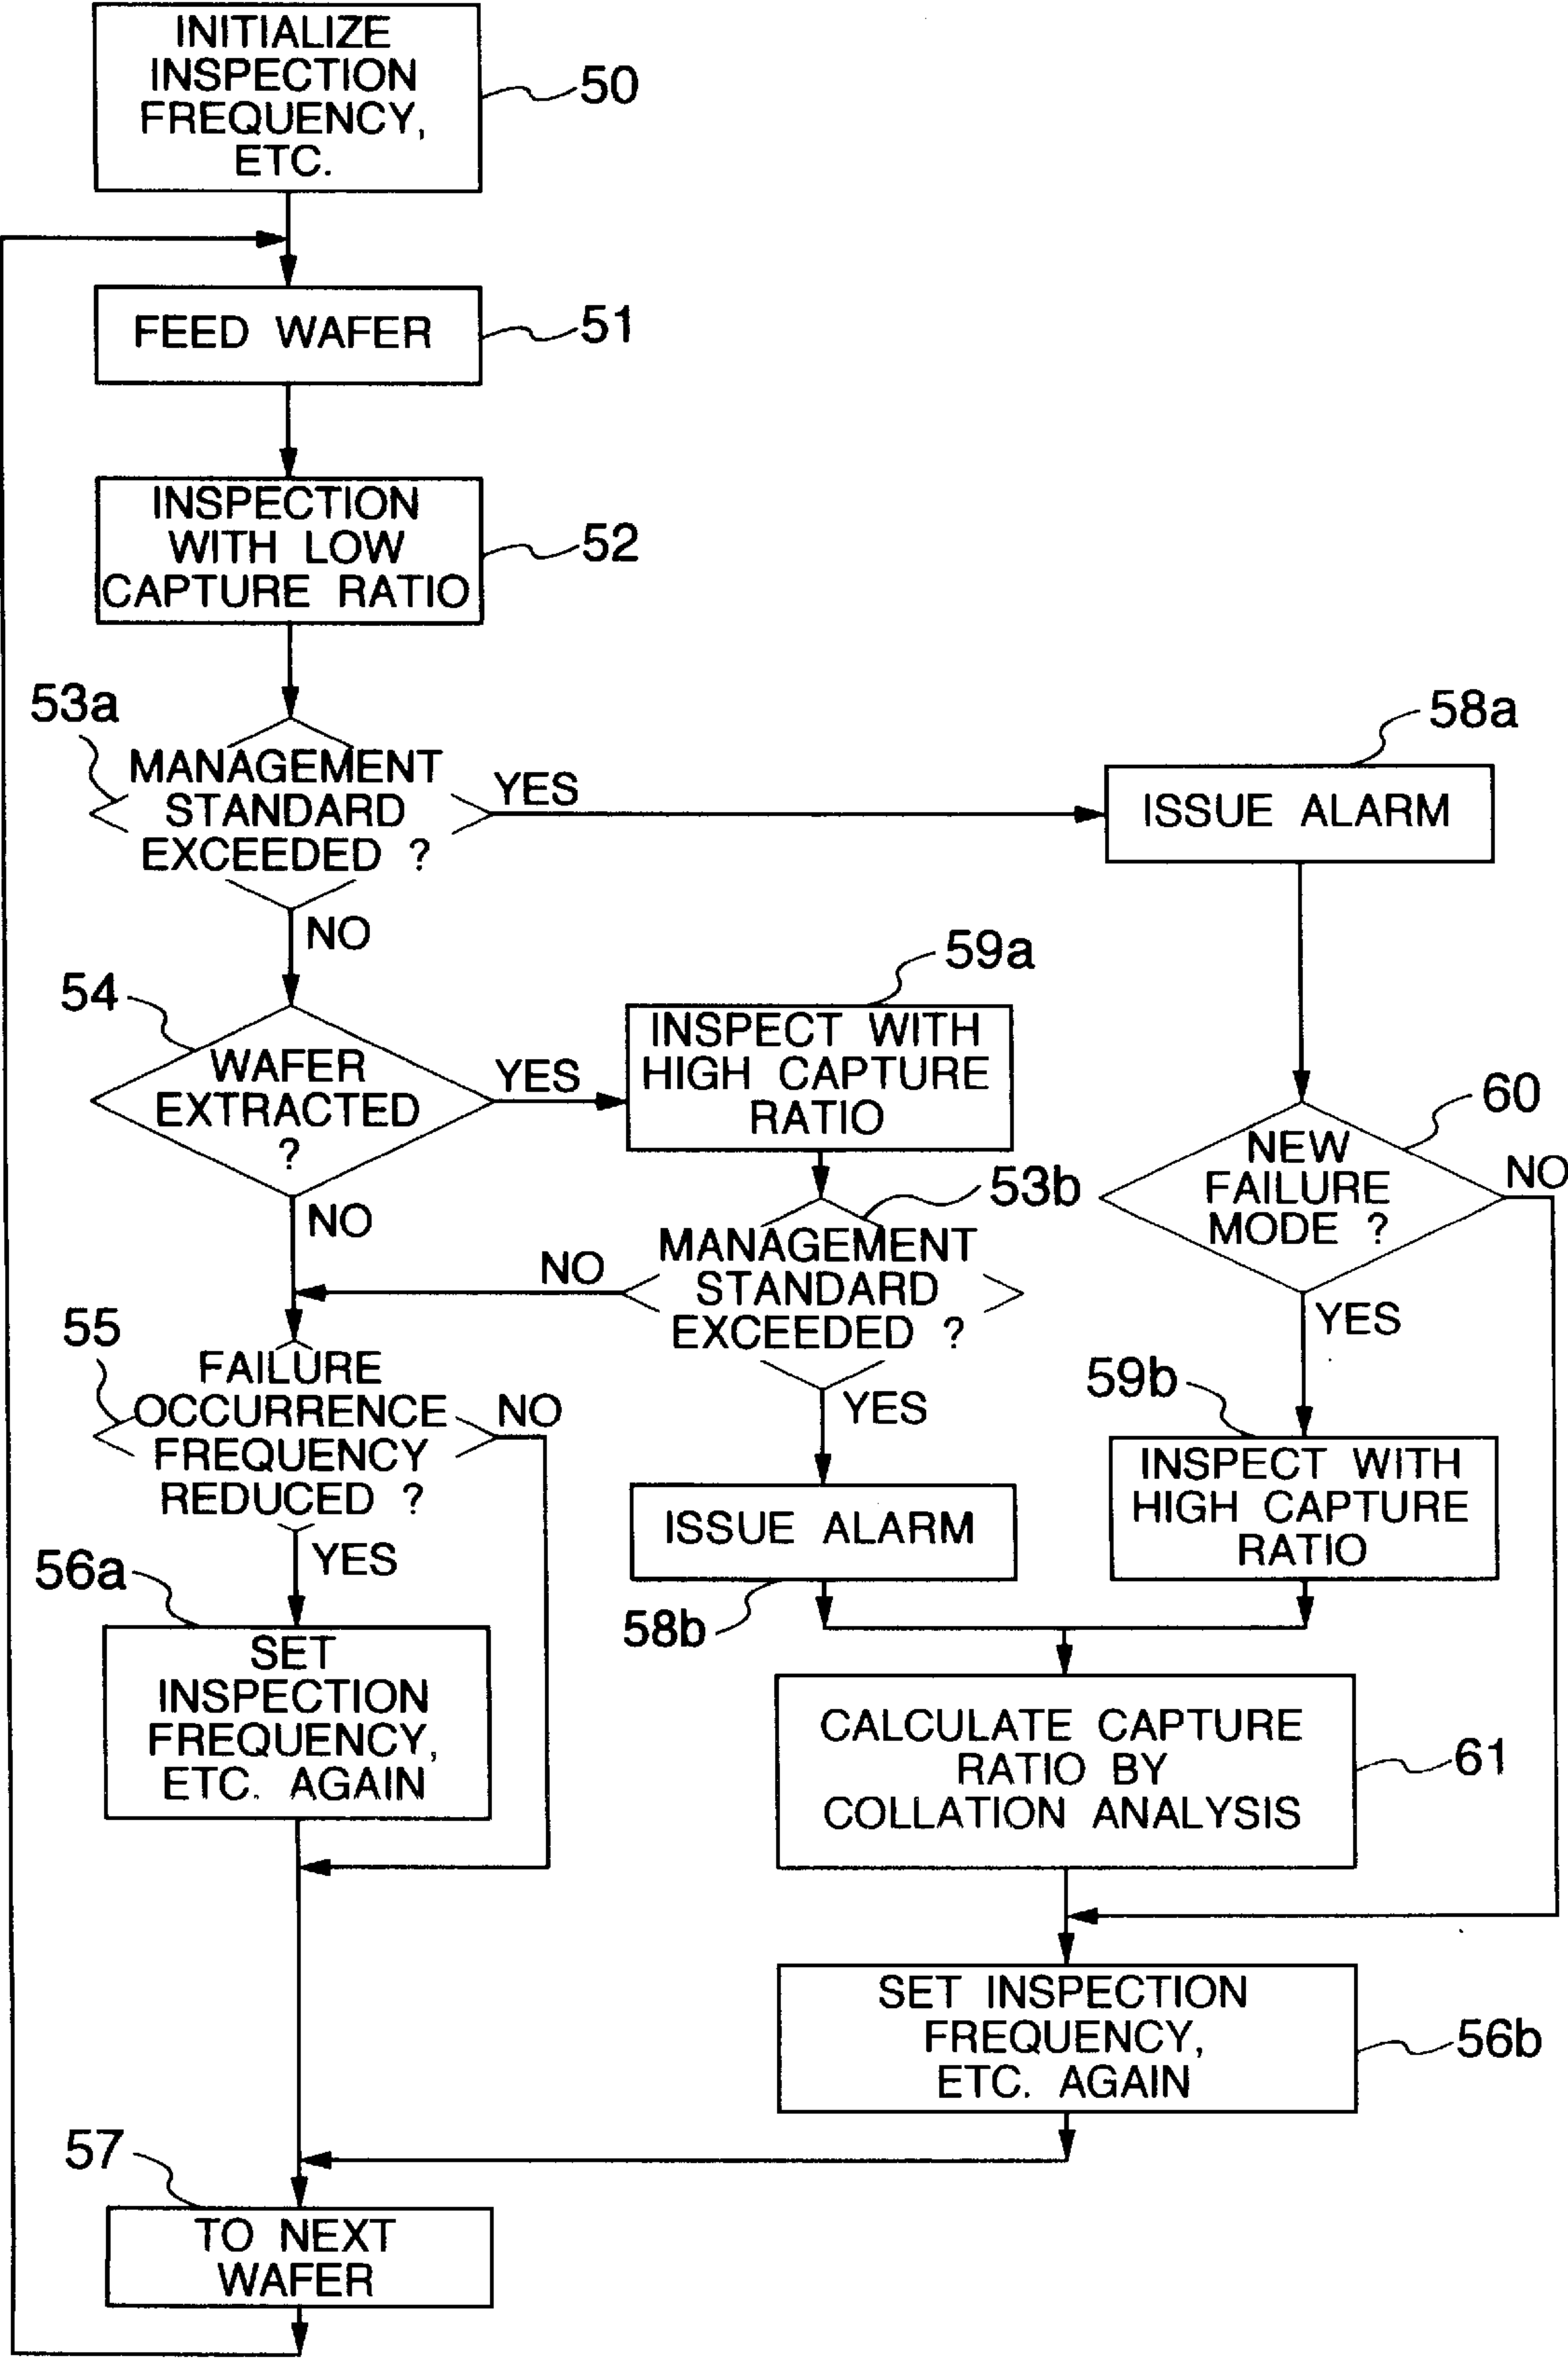 INITIALIZE
INSPECTION
FREQUENCY,
ETC.
50
FEED WAFER
51
INSPECTION
WITH LOW
CAPTURE RATIO
52
53a
MANAGEMENT
STANDARD
EXCEEDED ?
YES
NO
58a
ISSUE ALARM
54
WAFER
EXTRACTED
?
YES
NO
59a
INSPECT WITH
HIGH CAPTURE
RATIO
60
NEW
FAILURE
MODE ?
NO
YES
53b
MANAGEMENT
STANDARD
EXCEEDED ?
NO
YES
55
FAILURE
OCCURRENCE
FREQUENCY
REDUCED ?
NO
YES
59b
INSPECT WITH
HIGH CAPTURE
RATIO
ISSUE ALARM
58b
56a
SET
INSPECTION
FREQUENCY,
ETC. AGAIN
CALCULATE CAPTURE
RATIO BY
COLLATION ANALYSIS
61
SET INSPECTION
FREQUENCY,
ETC. AGAIN
56b
57
TO NEXT
WAFER